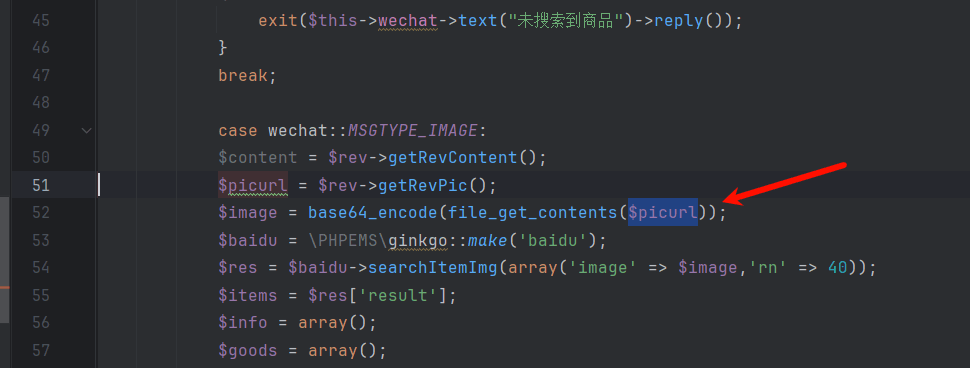 45 exit($this->wechat->text("未搜索到商品")->reply());
46 }
47 break;
48
49 case wechat::MSGTYPE_IMAGE:
50 $content = $rev->getRevContent();
51 $picurl = $rev->getRevPic();
52 $image = base64_encode(file_get_contents($picurl));
53 $baidu = \PHPEMS\ginkgo::make('baidu');
54 $res = $baidu->searchItemImg(array('image' => $image,'rn' => 40));
55 $items = $res['result'];
56 $info = array();
57 $goods = array();